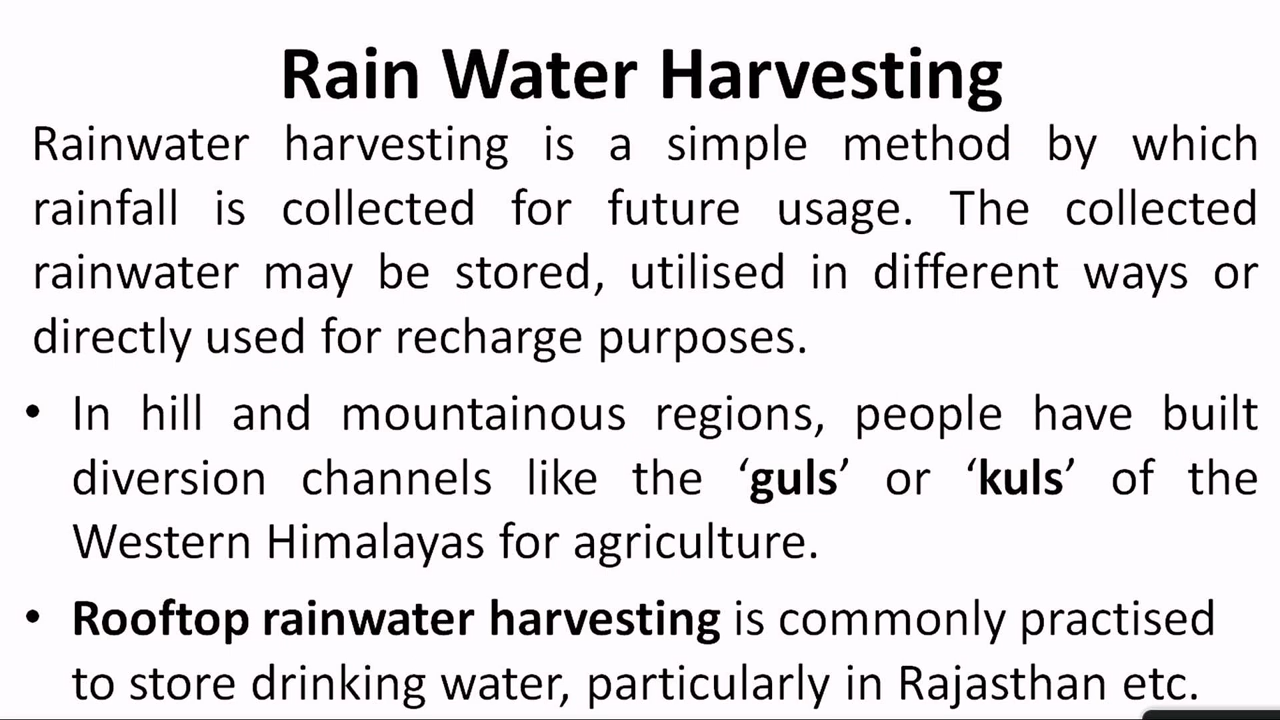 Rain Water Harvesting
Rainwater harvesting is a simple method by which
rainfall is collected for future usage. The collected
rainwater may be stored, utilised in different ways or
directly used for recharge purposes.
• In hill and mountainous regions, people have built
diversion channels like the ‘guls’ or ‘kuls’ of the
Western Himalayas for agriculture.
• Rooftop rainwater harvesting is commonly practised
to store drinking water, particularly in Rajasthan etc.